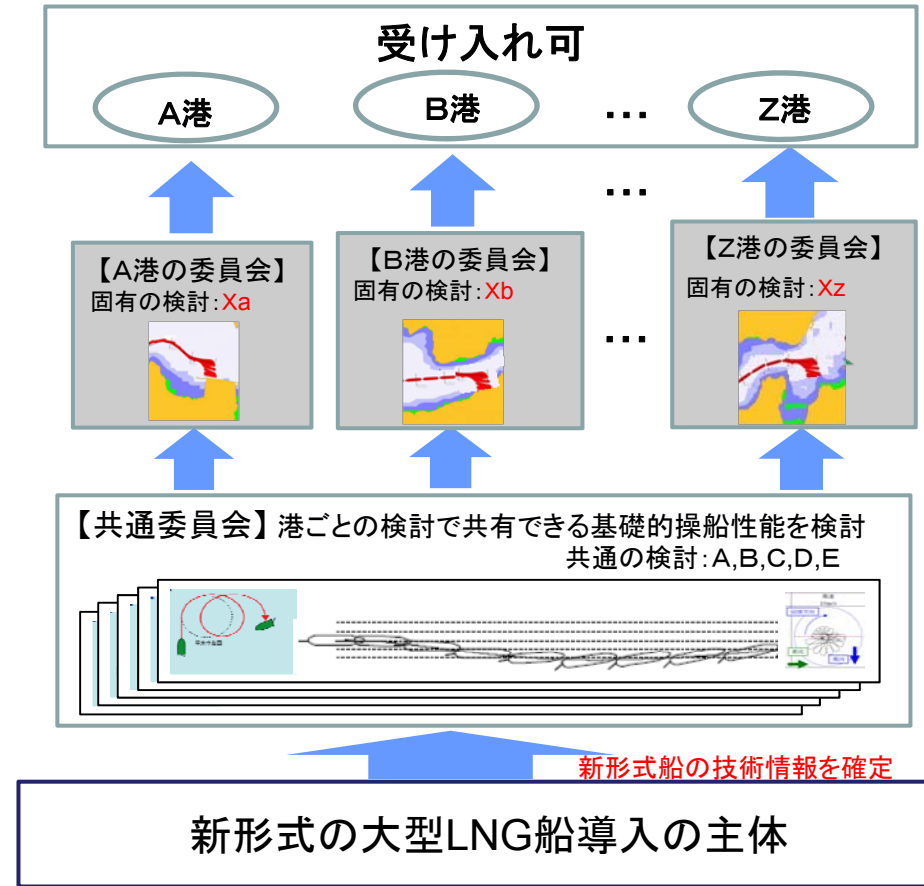 受け入れ可
A港
B港
…
Z港
…
【A港の委員会】
固有の検討:Xa
【B港の委員会】
固有の検討:Xb
…
【Z港の委員会】
固有の検討:Xz
【共通委員会】港ごとの検討で共有できる基礎的操船性能を検討
共通の検討:A,B,C,D,E
新形式船の技術情報を確定
新形式の大型LNG船導入の主体